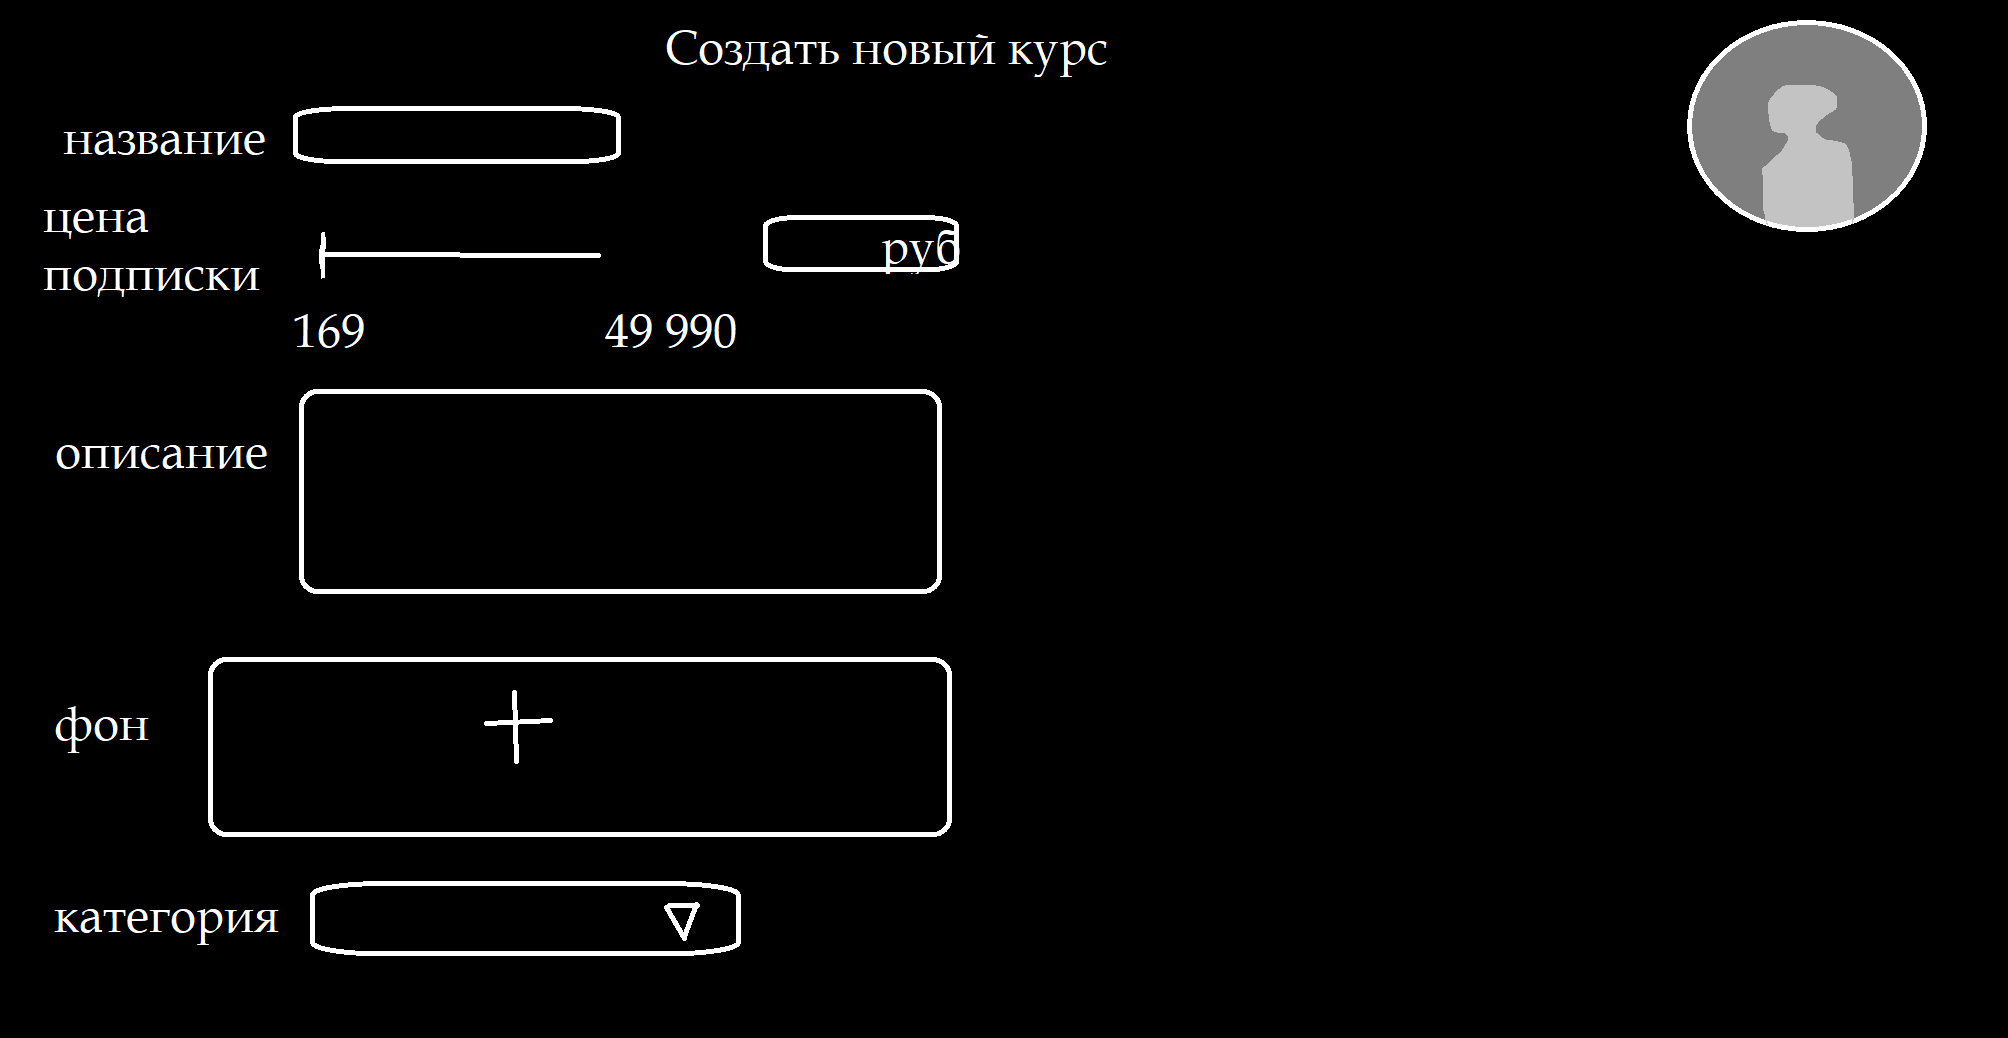 Создать новый курс
название
цена
подписки
руб
169
49 990
описание
фон
категория